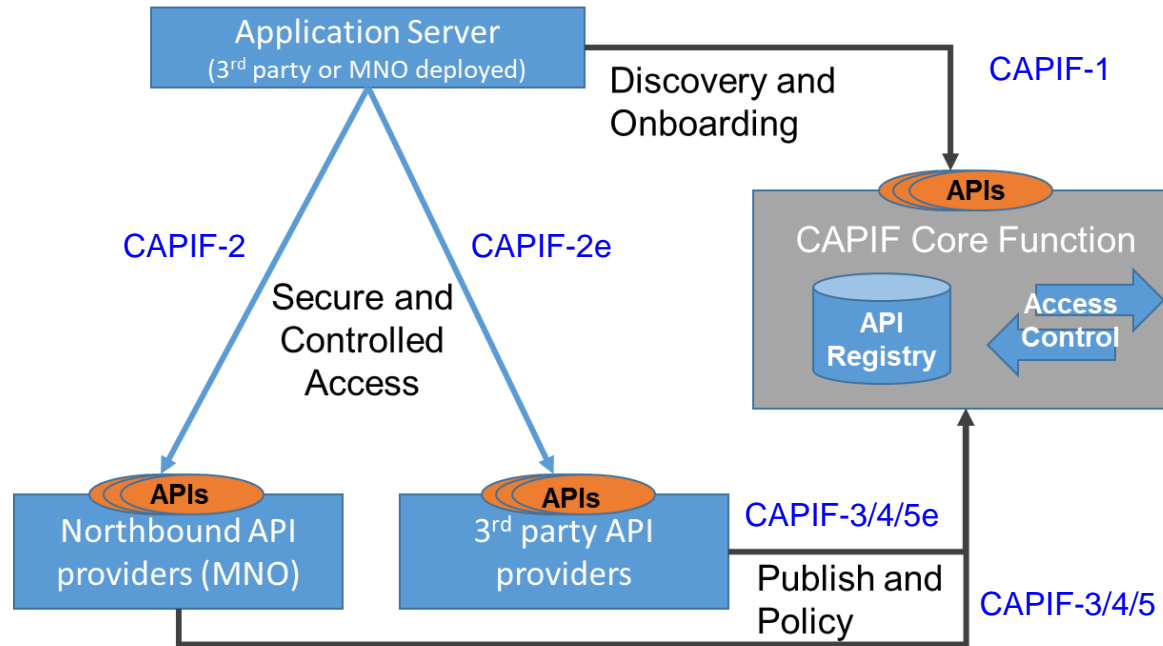 Application Server
(3rd party or MNO deployed)
CAPIF-1
Discovery and
Onboarding
APIs
CAPIF Core Function
API
Registry
Access
Control
CAPIF-2
CAPIF-2e
Secure and
Controlled
Access
APIs
Northbound API
providers (MNO)
APIs
3rd party API
providers
CAPIF-3/4/5e
Publish and
Policy
CAPIF-3/4/5